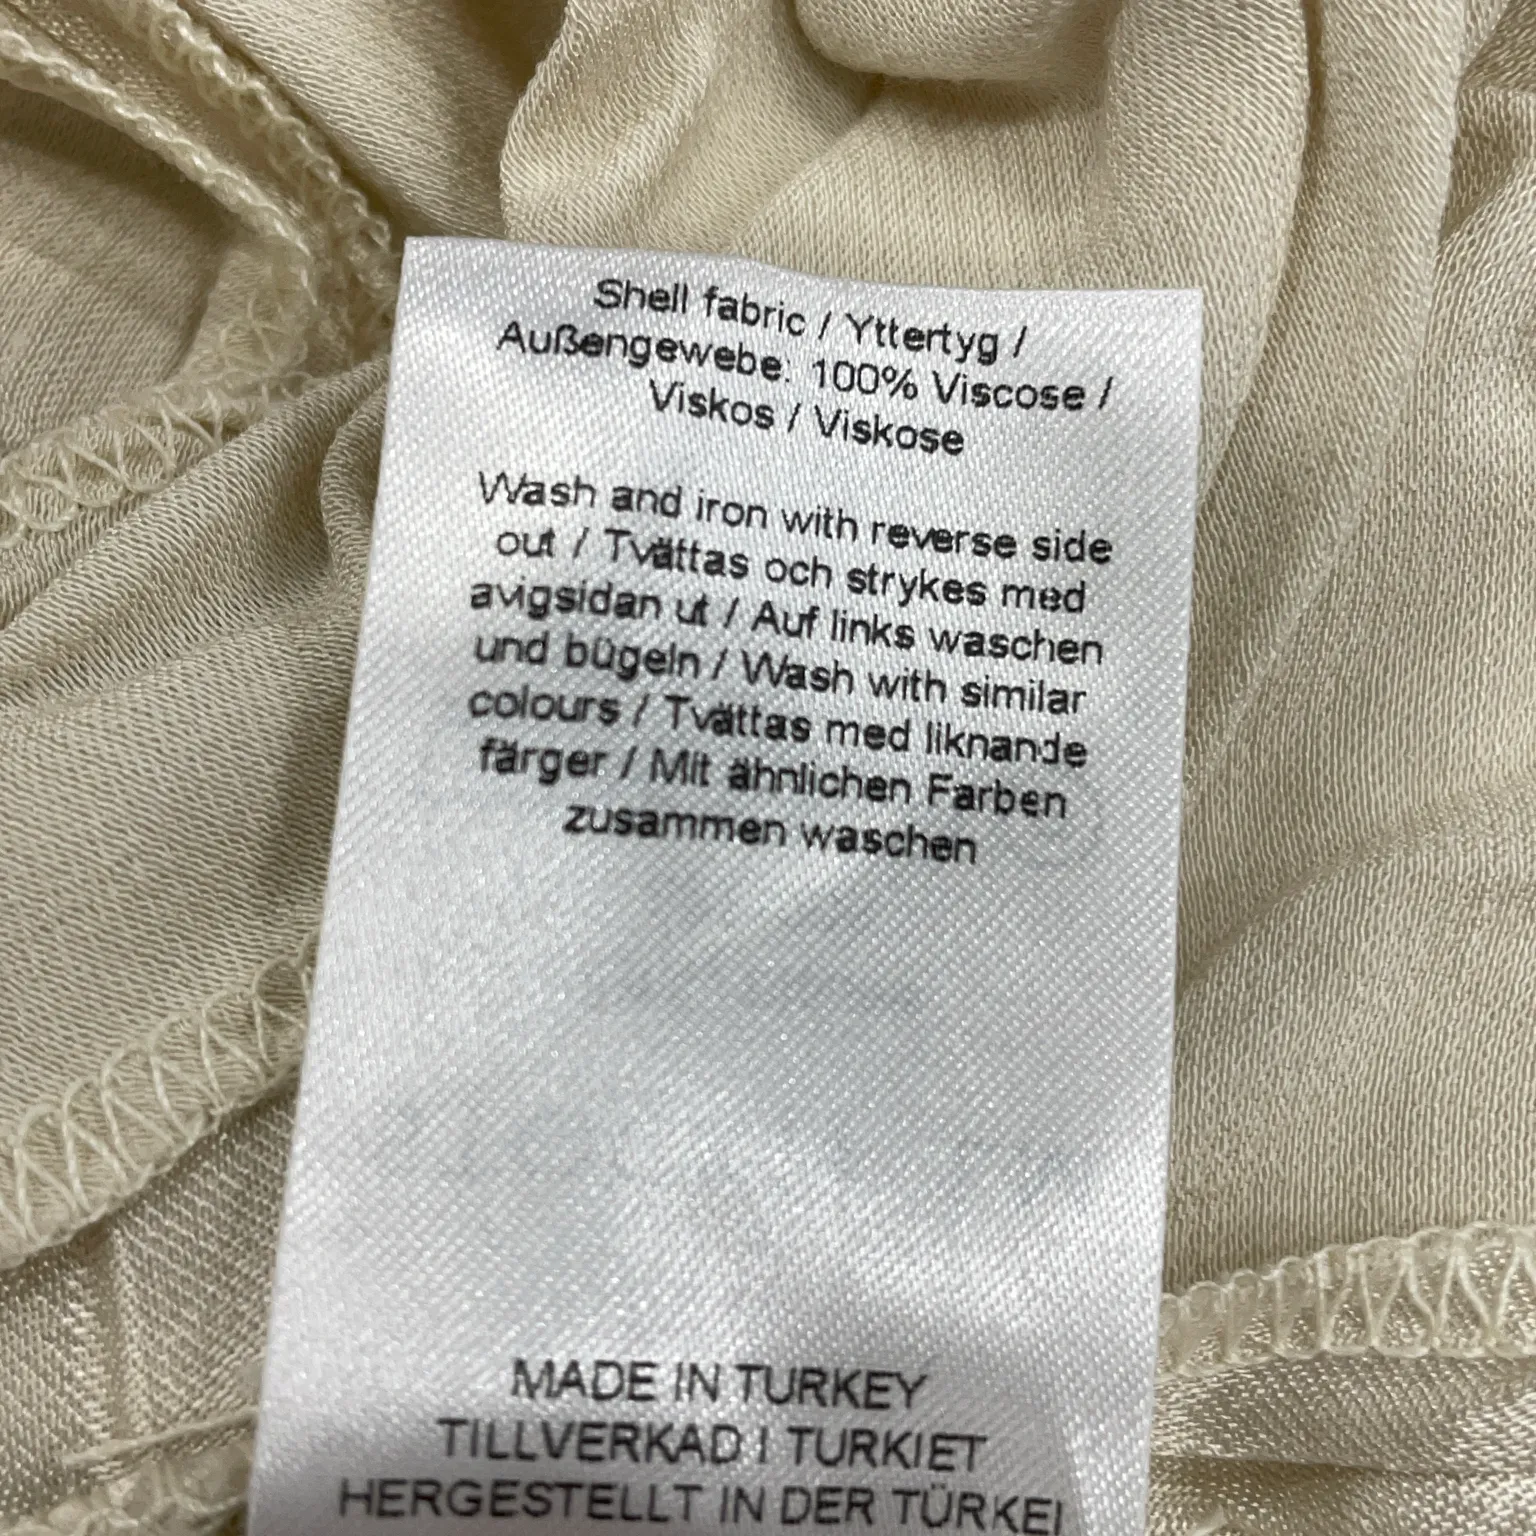 Shell fabric / Yttertyg /
Außengewebe: 100% Viscose /
Viskos / Viskose
Wash and iron with reverse side
out / Tvättas och strykes med
avigsidan ut / Auf links waschen
und bügeln / Wash with similar
colours / Tvättas med liknande
färger / Mit ähnlichen Farben
zusammen waschen
MADE IN TURKEY
TILLVERKAD I TURKIET
HERGESTELLT IN DER TÜRKEI